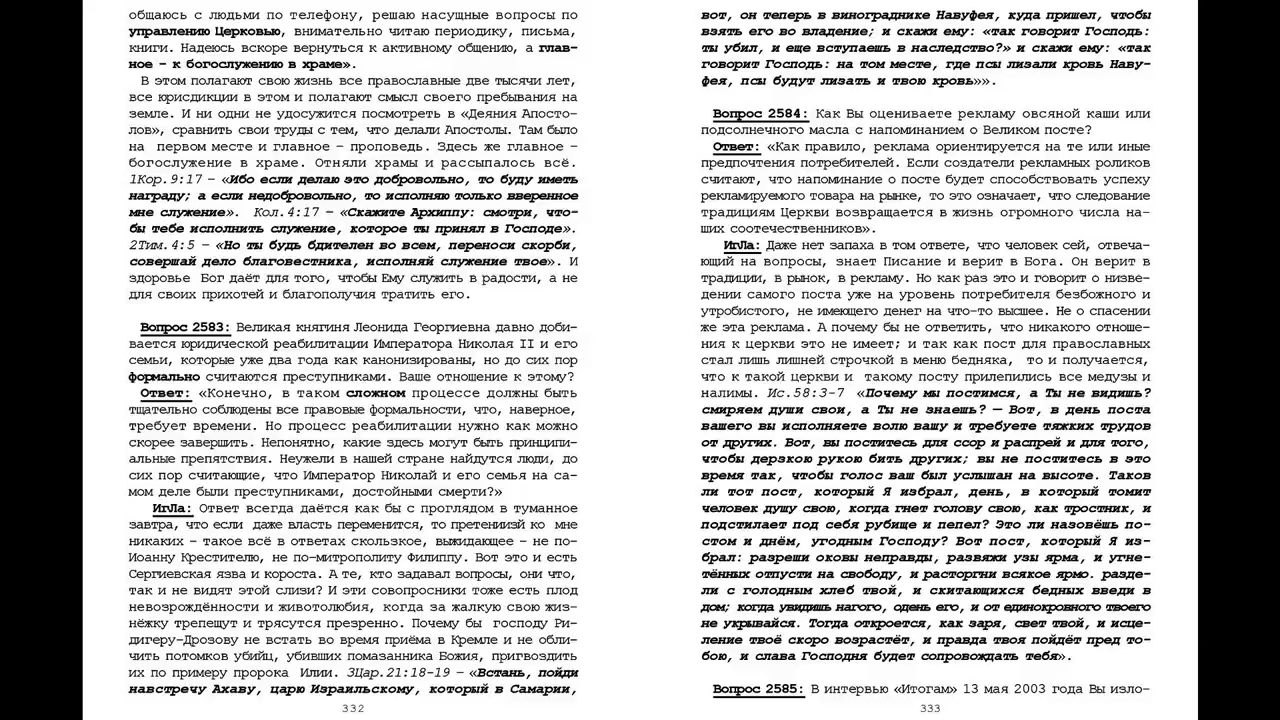 общаюсь с людьми по телефону, решаю насущные вопросы по
управлению Церковью, внимательно читаю периодику, письма,
книги. Надеюсь вскоре вернуться к активному общению, а глав-
ное – к богослужению в храме».
В этом полагают свою жизнь все православные две тысячи лет,
все юрисдикции в этом и полагают смысл своего пребывания на
земле. И ни одни не удосужится посмотреть в «Деяния Апосто-
лов», сравнить свои труды с тем, что делали Апостолы. Там было
на первом месте и главное – проповедь. Здесь же главное –
богослужение в храме. Отняли храмы и рассыпалось всё.
1Кор.9:17 – «Ибо если делаю это добровольно, то буду иметь
награду; а если недобровольно, то исполняю только вверенное
мне служение». Кол.4:17 – «Скажите Архиппу: смотри, что-
бы тебе исполнить служение, которое ты принял в Господе».
2Тим.4:5 – «Но ты будь бдителен во всем, переноси скорби,
совершай дело благовестника, исполняй служение твое». И
здоровье Бог даёт для того, чтобы Ему служить в радости, а не
для своих прихотей и благополучия тратить его.
Вопрос 2583: Великая княгиня Леонида Георгиевна давно доби-
вается юридической реабилитации Императора Николая II и его
семьи, которые уже два года как канонизированы, но до сих пор
формально считаются преступниками. Ваше отношение к этому?
Ответ: «Конечно, в таком сложном процессе должны быть
тщательно соблюдены все правовые формальности, что, наверное,
требует времени. Но процесс реабилитации нужно как можно
скорее завершить. Непонятно, какие здесь могут быть принципи-
альные препятствия. Неужели в нашей стране найдутся люди, до
сих пор считающие, что Император Николай и его семья на са-
мом деле были преступниками, достойными смерти?»
ИгЛа: Ответ всегда даётся как бы с проглядом в туманное
завтра, что если даже власть переменится, то претениизй ко мне
никаких – такое всё в ответах скользкое, выжидающее – не по-
Иоанну Крестителю, не по-митрополиту Филиппу. Вот это и есть
Сергиевская язва и короста. А те, кто задавал вопросы, они что,
так и не видят этой слизи? И эти совопросники тоже есть плод
невозрождённости и животолюбия, когда за жалкую свою жиз-
нёжку трепещут и трясутся презренно. Почему бы господу Ри-
дигеру-Дрозову не встать во время приёма в Кремле и не обли-
чить потомков убийц, убивших помазанника Божия, пригвоздить
их по примеру пророка Илии. 3Цар.21:18-19 – «Встань, пойди
навстречу Ахаву, царю Израильскому, который в Самарии,
332
вот, он теперь в винограднике Навуфея, куда пришел, чтобы
взять его во владение; и скажи ему: «так говорит Господь:
ты убил, и еще вступаешь в наследство?» и скажи ему: «так
говорит Господь: на том месте, где псы лизали кровь Наву-
фея, псы будут лизать и твою кровь»».
Вопрос 2584: Как Вы оцениваете рекламу овсяной каши или
подсолнечного масла с напоминанием о Великом посте?
Ответ: «Как правило, реклама ориентируется на те или иные
предпочтения потребителей. Если создатели рекламных роликов
считают, что напоминание о посте будет способствовать успеху
рекламируемого товара на рынке, то это означает, что следование
традициям Церкви возвращается в жизнь огромного числа на-
ших соотечественников».
ИгЛа: Даже нет запаха в том ответе, что человек сей, отвеча-
ющий на вопросы, знает Писание и верит в Бога. Он верит в
традиции, в рынок, в рекламу. Но как раз это и говорит о низве-
дении самого поста уже на уровень потребителя безбожного и
утробистого, не имеющего денег на что-то высшее. Не о спасении
же эта реклама. А почему бы не ответить, что никакого отноше-
ния к церкви это не имеет; и так как пост для православных
стал лишь лишней строчкой в меню бедняка, то и получается,
что к такой церкви и такому посту прилепились все медузы и
налимы. Ис.58:3-7 «Почему мы постимся, а Ты не видишь?
смиряем души свои, а Ты не знаешь? – Вот, в день поста
вашего вы исполняете волю вашу и требуете тяжких трудов
от других. Вот, вы поститесь для ссор и распрей и для того,
чтобы дерзкою рукою бить других; вы не поститесь в это
время так, чтобы голос ваш был услышан на высоте. Таков
ли тот пост, который Я избрал, день, в который томит
человек душу свою, когда гнет голову свою, как тростник, и
подстилает под себя рубище и пепел? Это ли назовёшь по-
стом и днём, угодным Господу? Вот пост, который Я из-
брал: разреши оковы неправды, развяжи узы ярма, и угне-
тённых отпусти на свободу, и расторгни всякое ярмо. разде-
ли с голодным хлеб твой, и скитающихся бедных введи в
дом; когда увидишь нагого, одень его, и от единокровного твоего
не укрывайся. Тогда откроется, как заря, свет твой, и исце-
ление твоё скоро возрастёт, и правда твоя пойдёт пред то-
бою, и слава Господня будет сопровождать тебя».
Вопрос 2585: В интервью «Итогам» 13 мая 2003 года Вы изло-
333